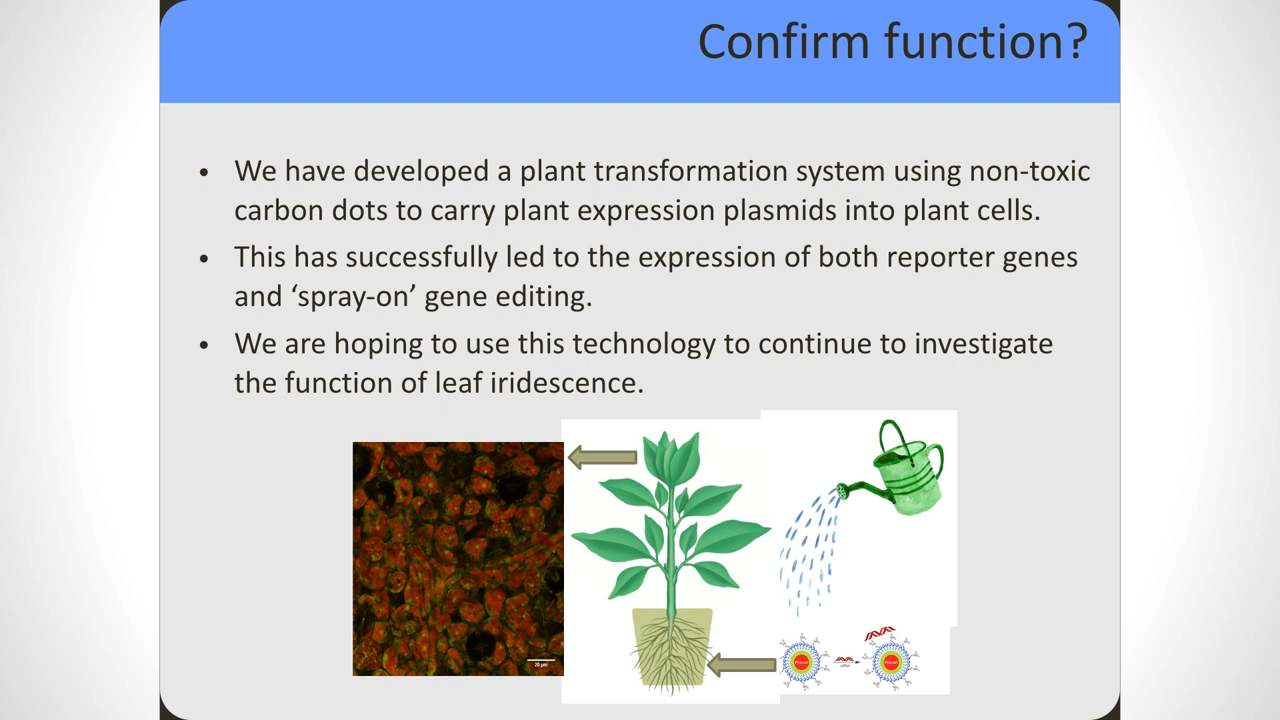 Confirm function?
• We have developed a plant transformation system using non-toxic
carbon dots to carry plant expression plasmids into plant cells.
• This has successfully led to the expression of both reporter genes
and ‘spray-on’ gene editing.
• We are hoping to use this technology to continue to investigate
the function of leaf iridescence.
20 µm